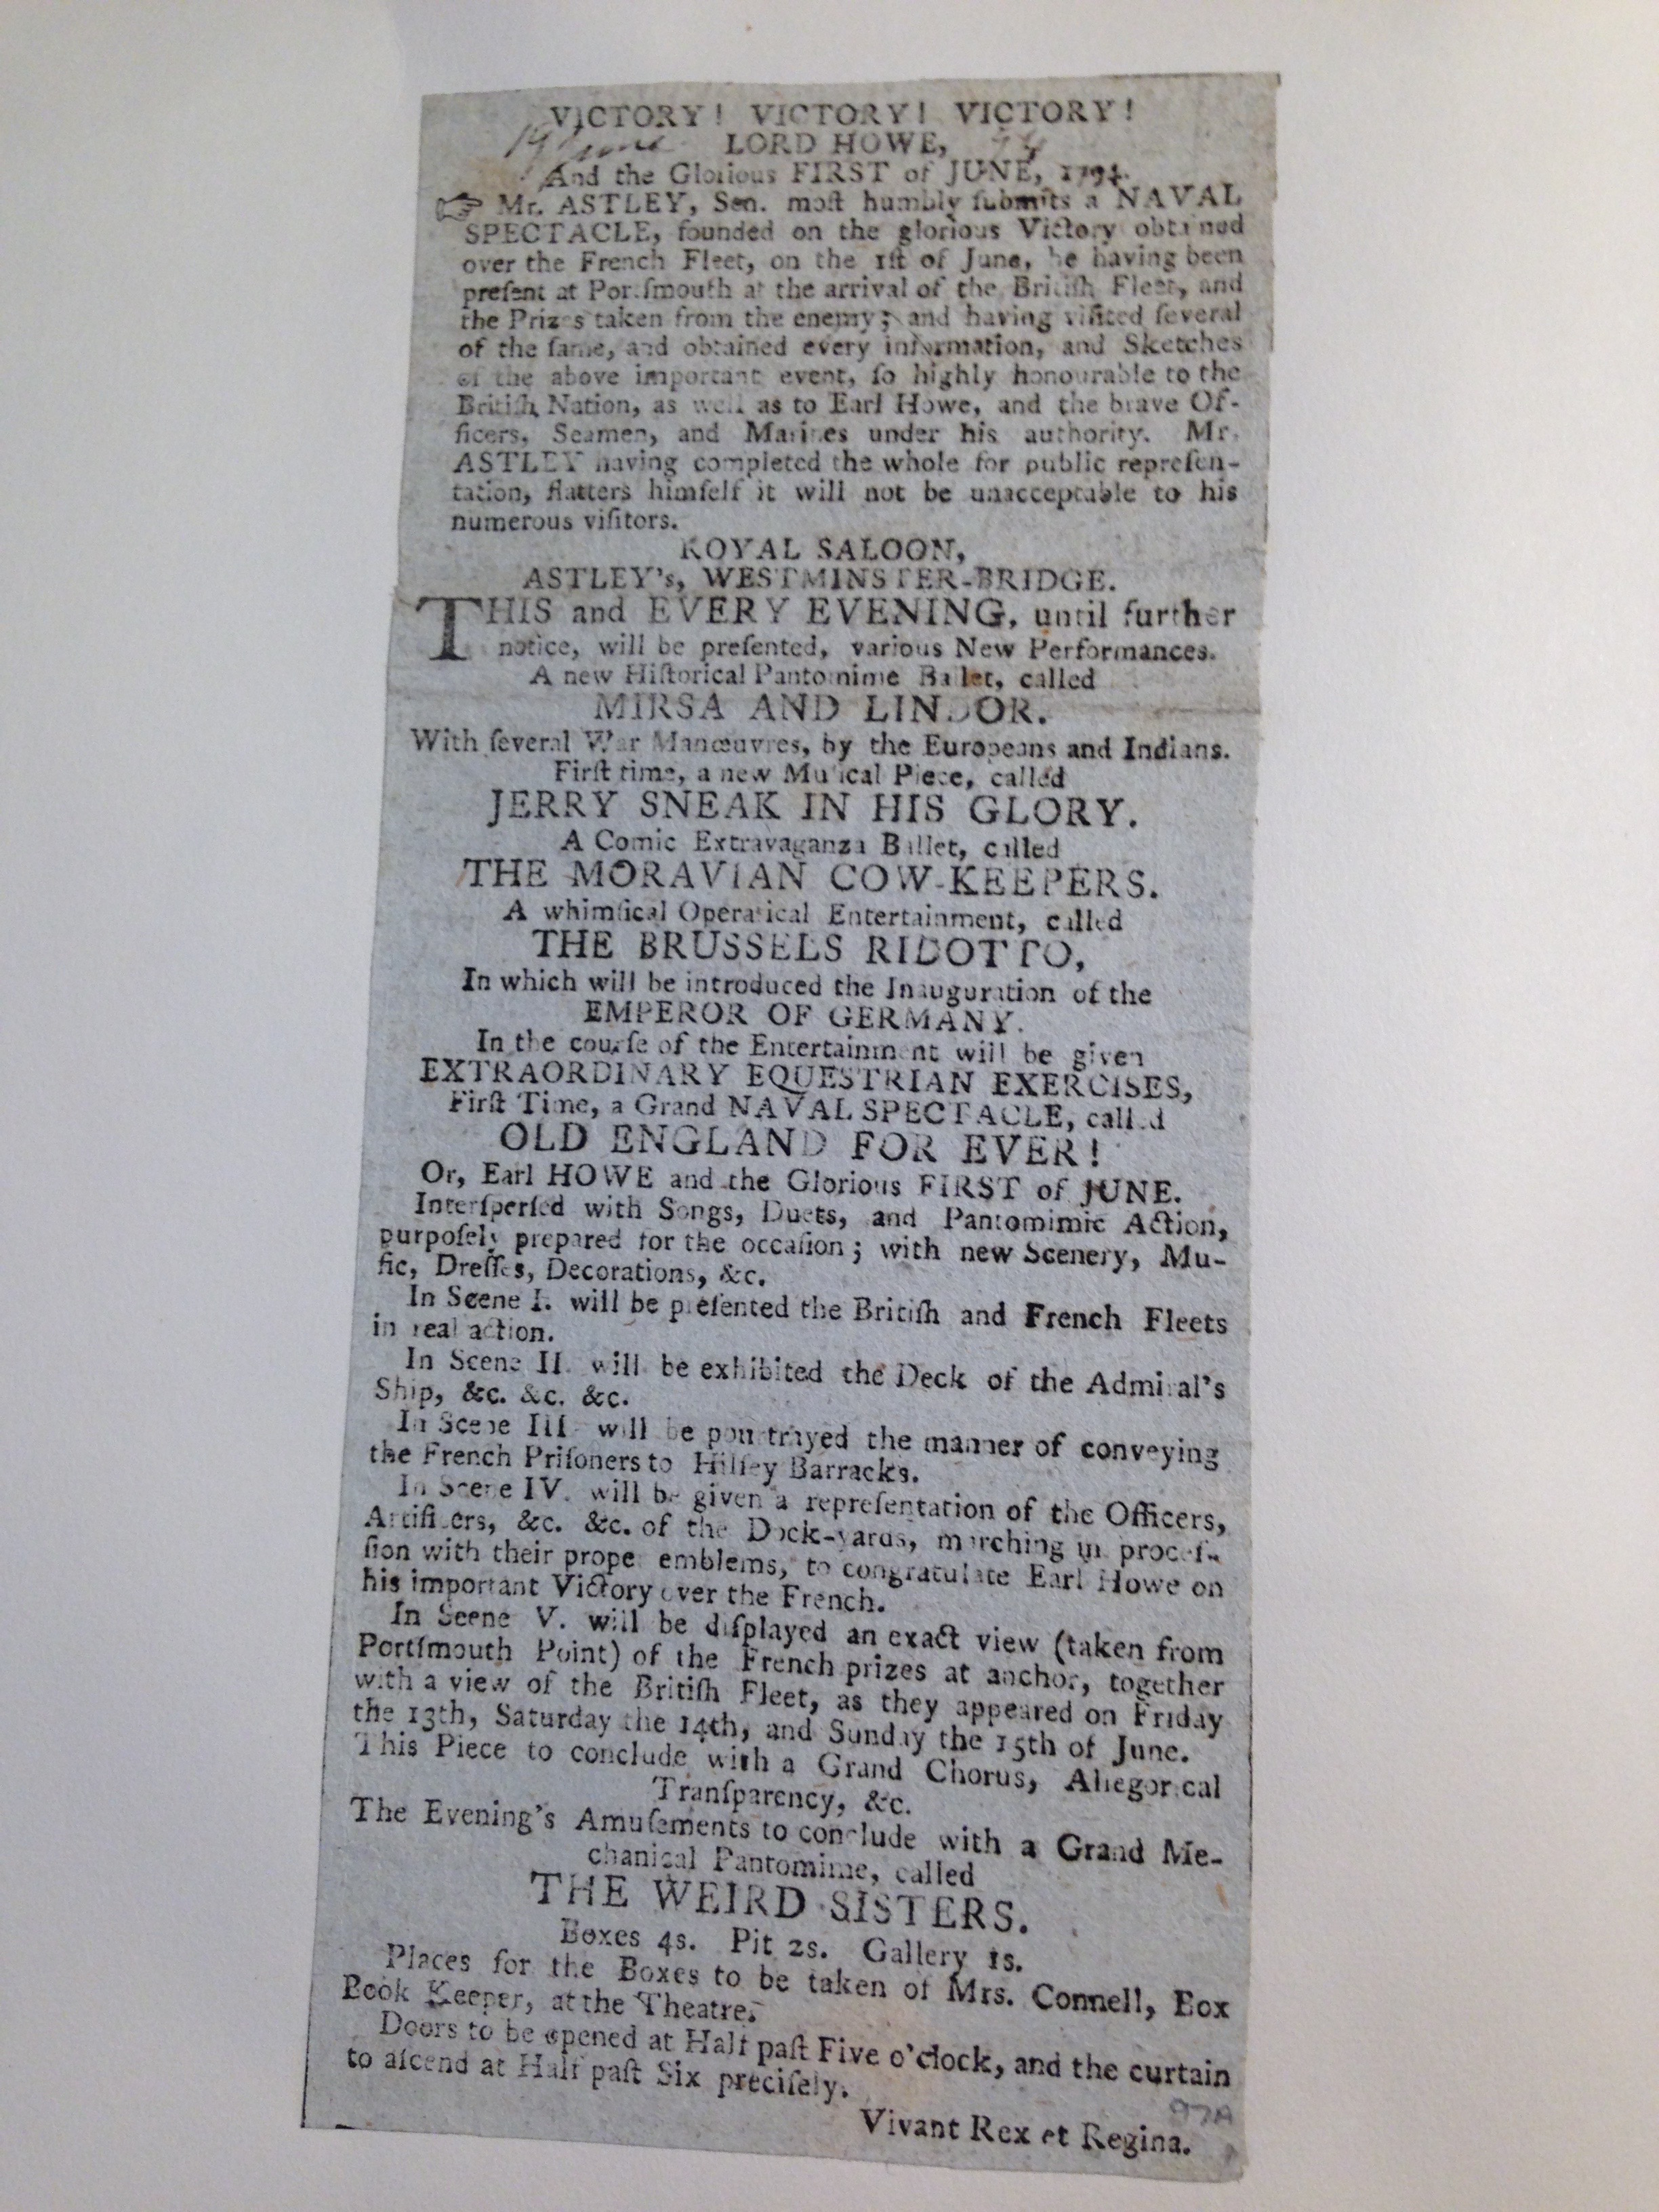 VICTORY! VICTORY! VICTORY!
19 June 94
LORD HOWE,
And the Glorious FIRST of JUNE, 1794.
☞ Mr. ASTLEY, Sen. moſt humbly ſubmits a NAVAL
SPECTACLE, founded on the glorious Victory obtained
over the French Fleet, on the 1ſt of June, he having been
preſent at Portſmouth at the arrival of the Britiſh Fleet, and
the Prizes taken from the enemy; and having viſited ſeveral
of the ſame, and obtained every information, and Sketches
of the above important event, ſo highly honourable to the
Britiſh Nation, as well as to Earl Howe, and the brave Of-
ficers, Seamen, and Marines under his authority. Mr.
ASTLEY having completed the whole for public repreſen-
tation, flatters himſelf it will not be unacceptable to his
numerous viſitors.
ROYAL SALOON,
ASTLEY's, WESTMINSTER-BRIDGE.
THIS and EVERY EVENING, until further
notice, will be preſented, various New Performances.
A new Hiſtorical Pantomime Ballet, called
MIRSA AND LINDOR.
With ſeveral War Manœuvres, by the Europeans and Indians.
Firſt time, a new Muſical Piece, called
JERRY SNEAK IN HIS GLORY.
A Comic Extravaganza Ballet, called
THE MORAVIAN COW-KEEPERS.
A whimſical Operatical Entertainment, called
THE BRUSSELS RIDOTTO,
In which will be introduced the Inauguration of the
EMPEROR OF GERMANY.
In the courſe of the Entertainment will be given
EXTRAORDINARY EQUESTRIAN EXERCISES,
Firſt Time, a Grand NAVAL SPECTACLE, called
OLD ENGLAND FOR EVER!
Or, Earl HOWE and the Glorious FIRST of JUNE.
Interſperſed with Songs, Duets, and Pantomimic Action,
purpoſely prepared for the occaſion; with new Scenery, Mu-
ſic, Dreſſes, Decorations, &c.
In Scene I. will be preſented the Britiſh and French Fleets
in real action.
In Scene II. will be exhibited the Deck of the Admiral's
Ship, &c. &c. &c.
In Scene III. will be pourtrayed the manner of conveying
the French Priſoners to Hilſey Barracks.
In Scene IV. will be given a repreſentation of the Officers,
Artificers, &c. &c. of the Dock-yards, marching in proceſ-
ſion with their proper emblems, to congratulate Earl Howe on
his important Victory over the French.
In Scene V. will be diſplayed an exact view (taken from
Portſmouth Point) of the French prizes at anchor, together
with a view of the Britiſh Fleet, as they appeared on Friday
the 13th, Saturday the 14th, and Sunday the 15th of June.
This Piece to conclude with a Grand Chorus, Allegorical
Tranſparency, &c.
The Evening's Amuſements to conclude with a Grand Me-
chanical Pantomime, called
THE WEIRD SISTERS.
Boxes 4s. Pit 2s. Gallery 1s.
Places for the Boxes to be taken of Mrs. Connell, Box
Book Keeper, at the Theatre.
Doors to be opened at Half paſt Five o'clock, and the curtain
to aſcend at Half paſt Six preciſely.
97A
Vivant Rex et Regina.